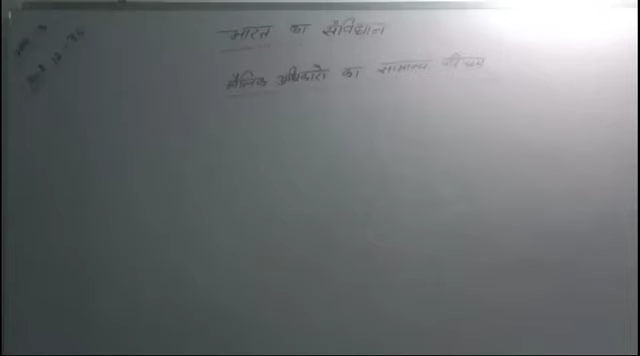 भारत का संविधान
मौलिक अधिकारो का सामान्य परिचय